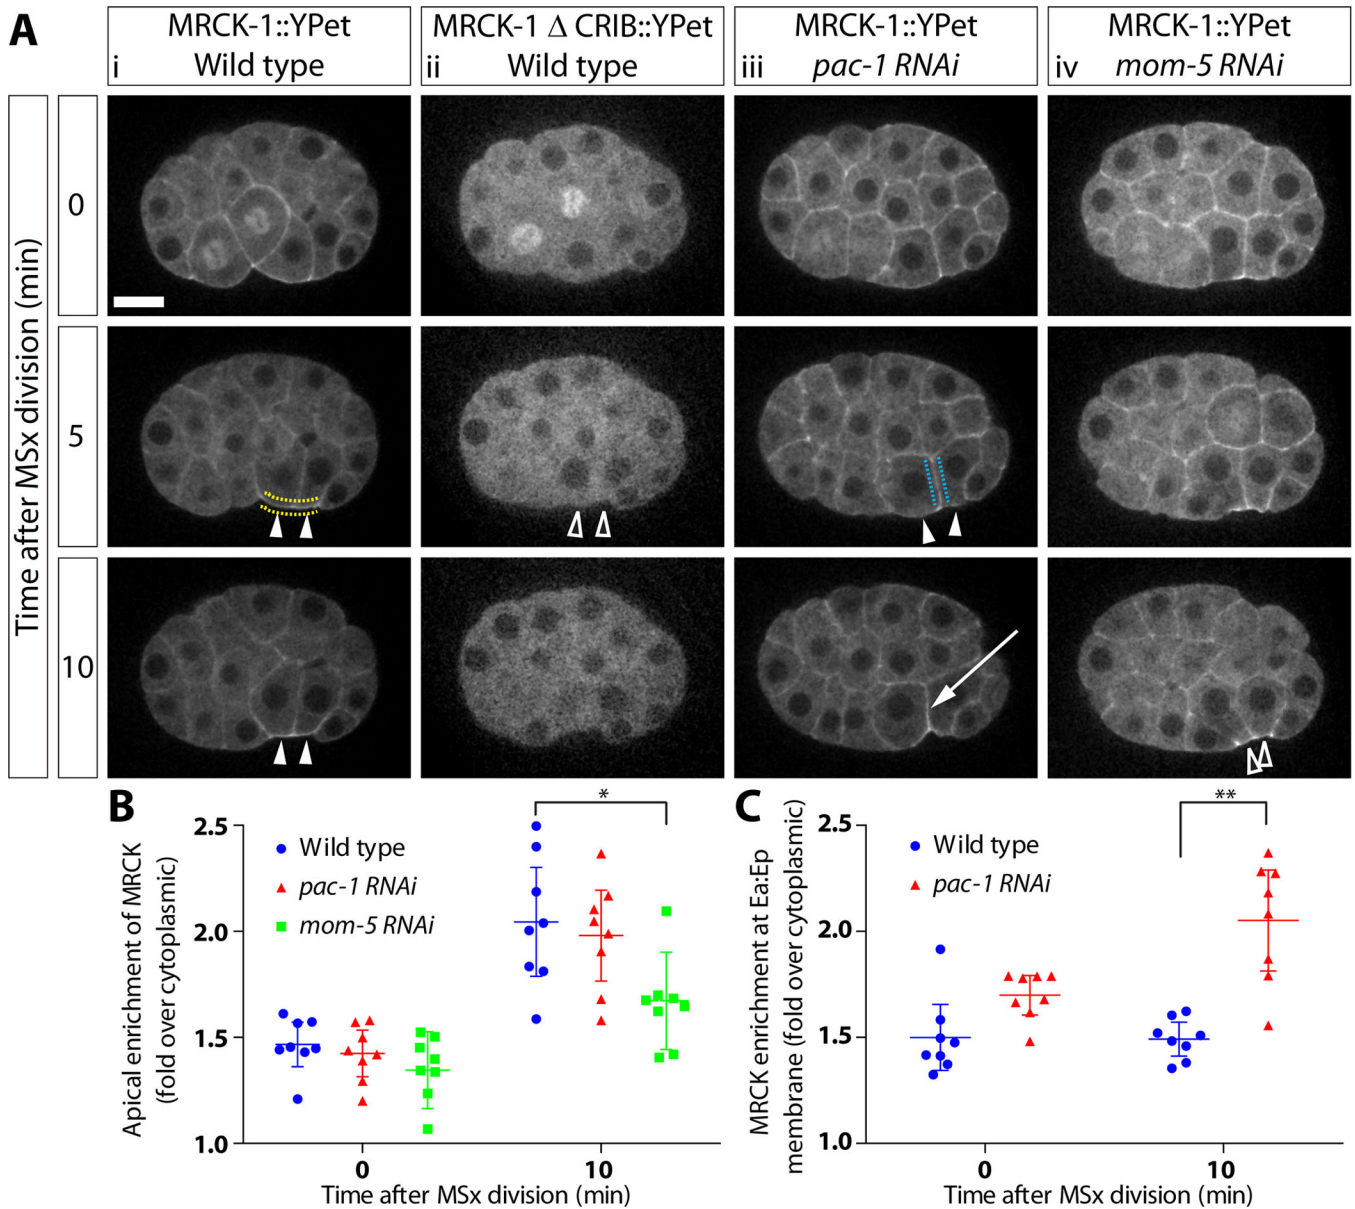 A
MRCK-1::YPet
i Wild type
MRCK-1 Δ CRIB::YPet
ii Wild type
MRCK-1::YPet
iii pac-1 RNAi
MRCK-1::YPet
iv mom-5 RNAi
Time after MSx division (min)
0
5
10
B
Apical enrichment of MRCK
(fold over cytoplasmic)
2.5
2.0
1.5
1.0
Wild type
pac-1 RNAi
mom-5 RNAi
*
0 10
Time after MSx division (min)
C
MRCK enrichment at Ea:Ep
membrane (fold over cytoplasmic)
2.5
2.0
1.5
1.0
Wild type
pac-1 RNAi
**
0 10
Time after MSx division (min)